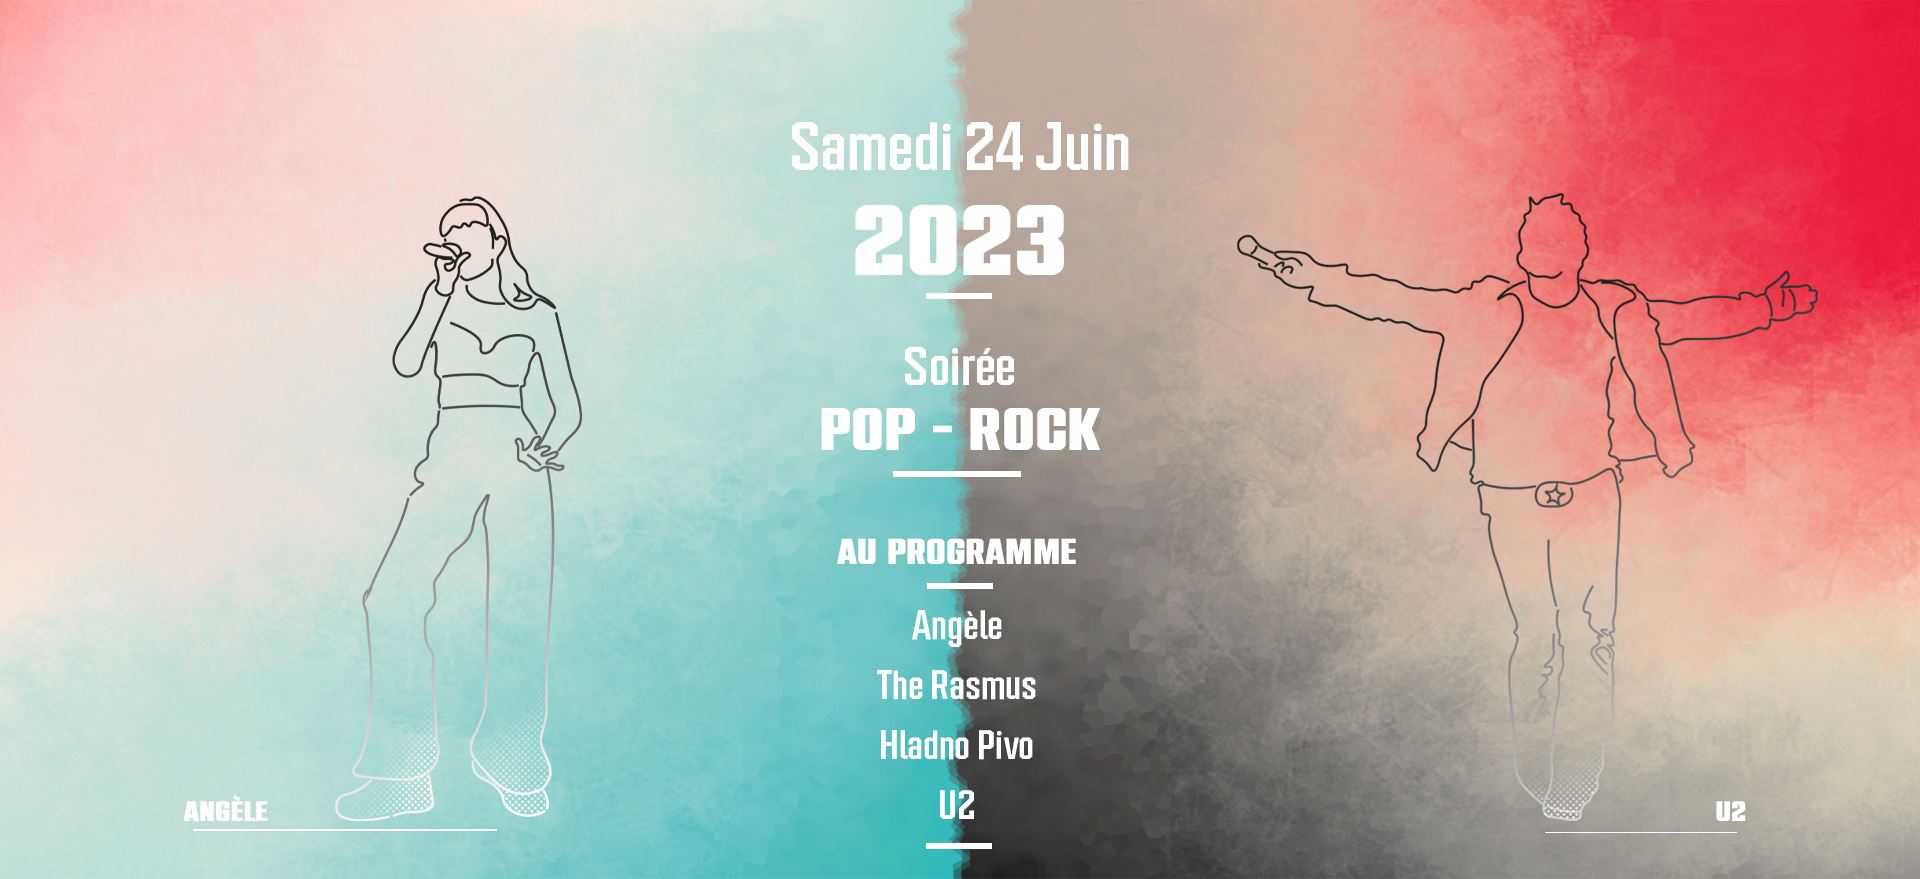 Samedi 24 Juin
2023
Soirée
POP - ROCK
AU PROGRAMME
Angèle
The Rasmus
Hladno Pivo
U2
ANGÈLE
U2